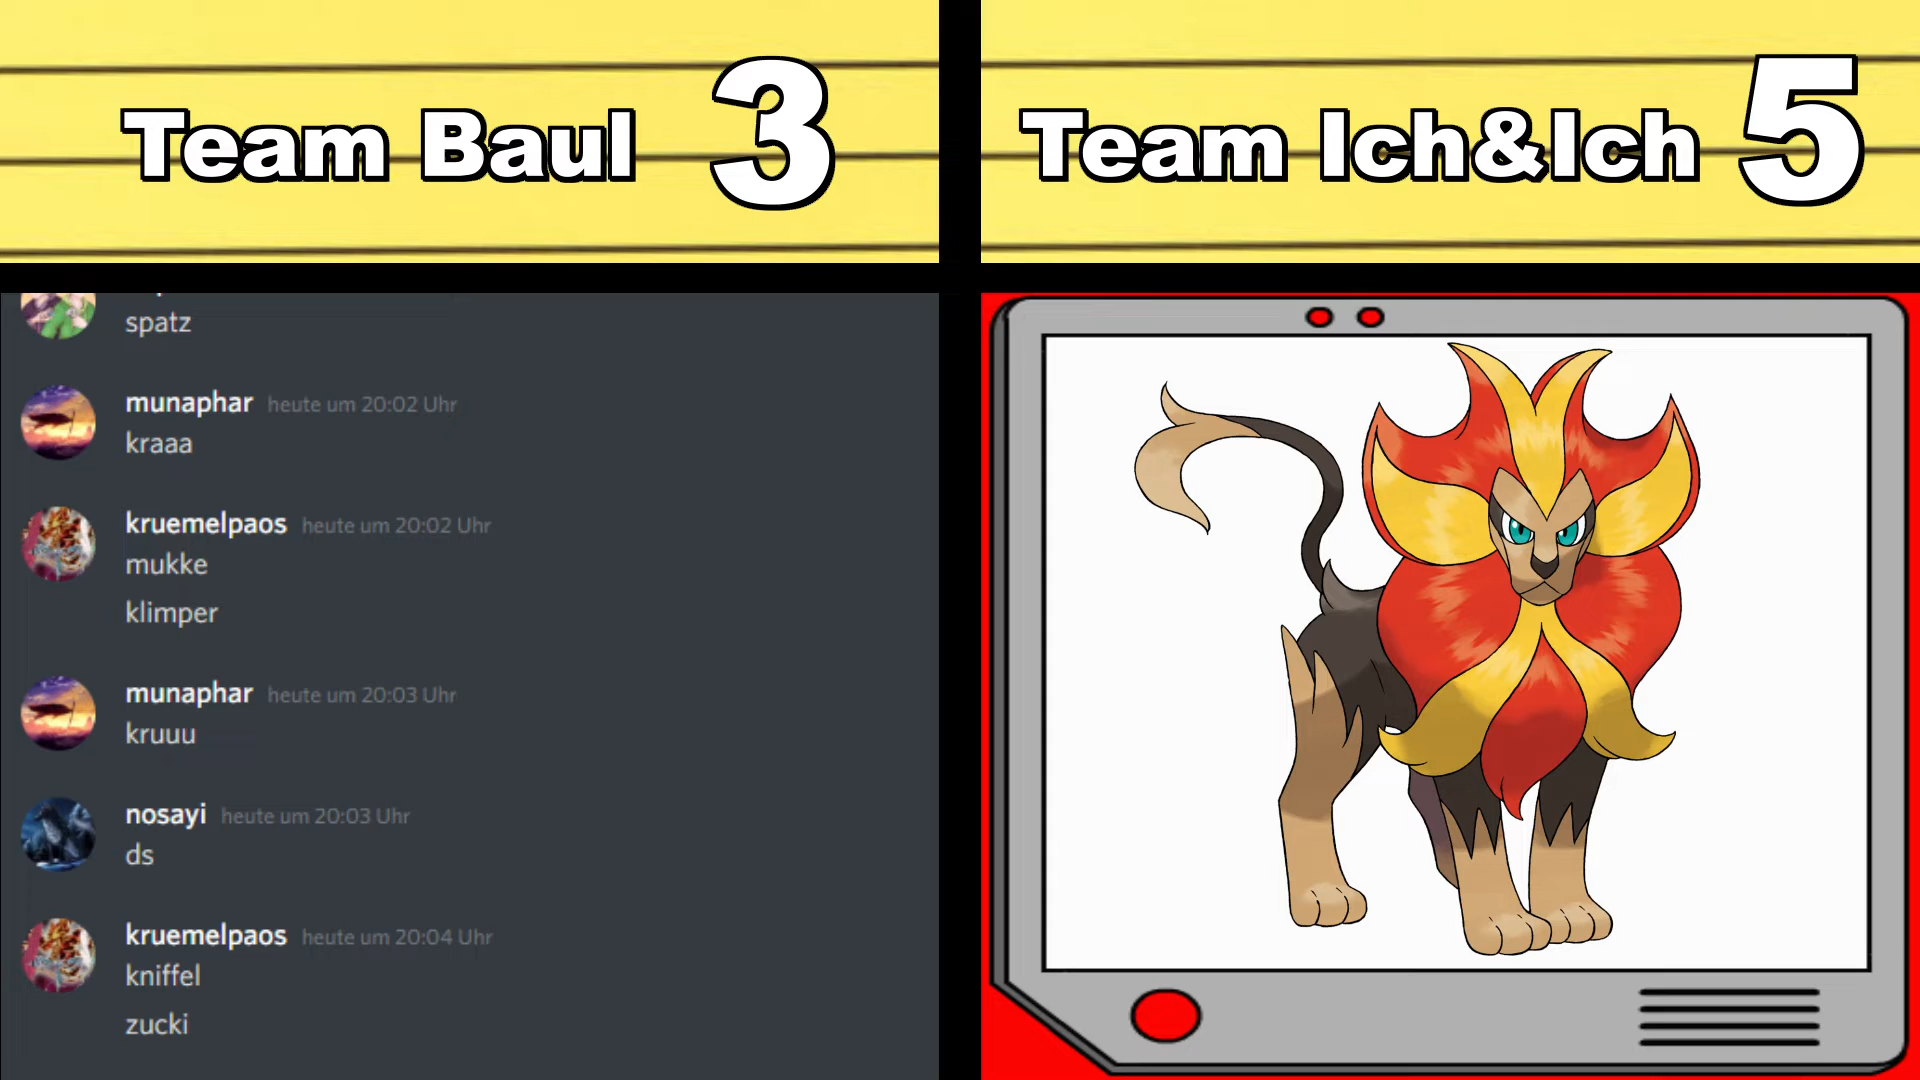 Team Baul 3
Team Ich&Ich 5
spatz
munaphar heute um 20:02 Uhr
kraaa
kruemelpaos heute um 20:02 Uhr
mukke
klimper
munaphar heute um 20:03 Uhr
kruuu
nosayi heute um 20:03 Uhr
ds
kruemelpaos heute um 20:04 Uhr
kniffel
zucki